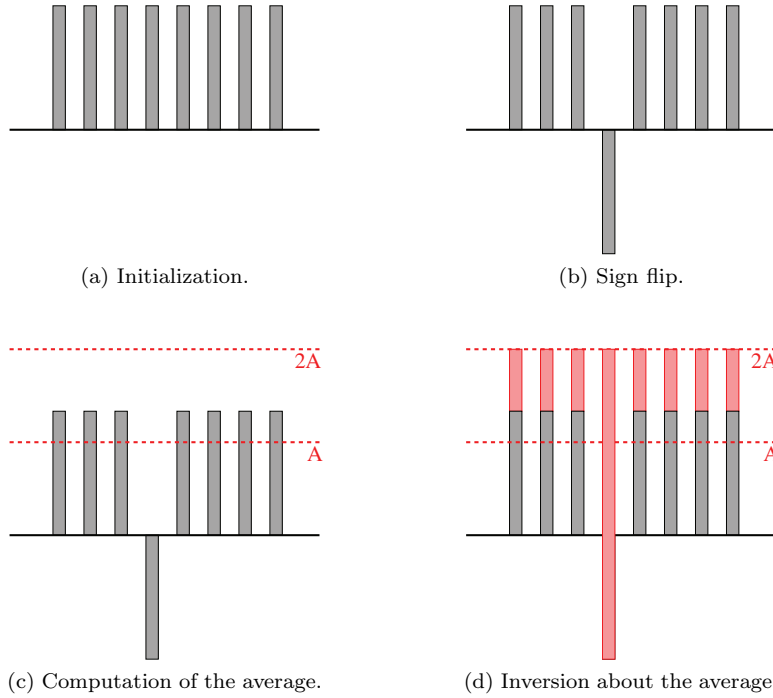 (a) Initialization.
(b) Sign flip.
2A
A
(c) Computation of the average.
2A
A
(d) Inversion about the average